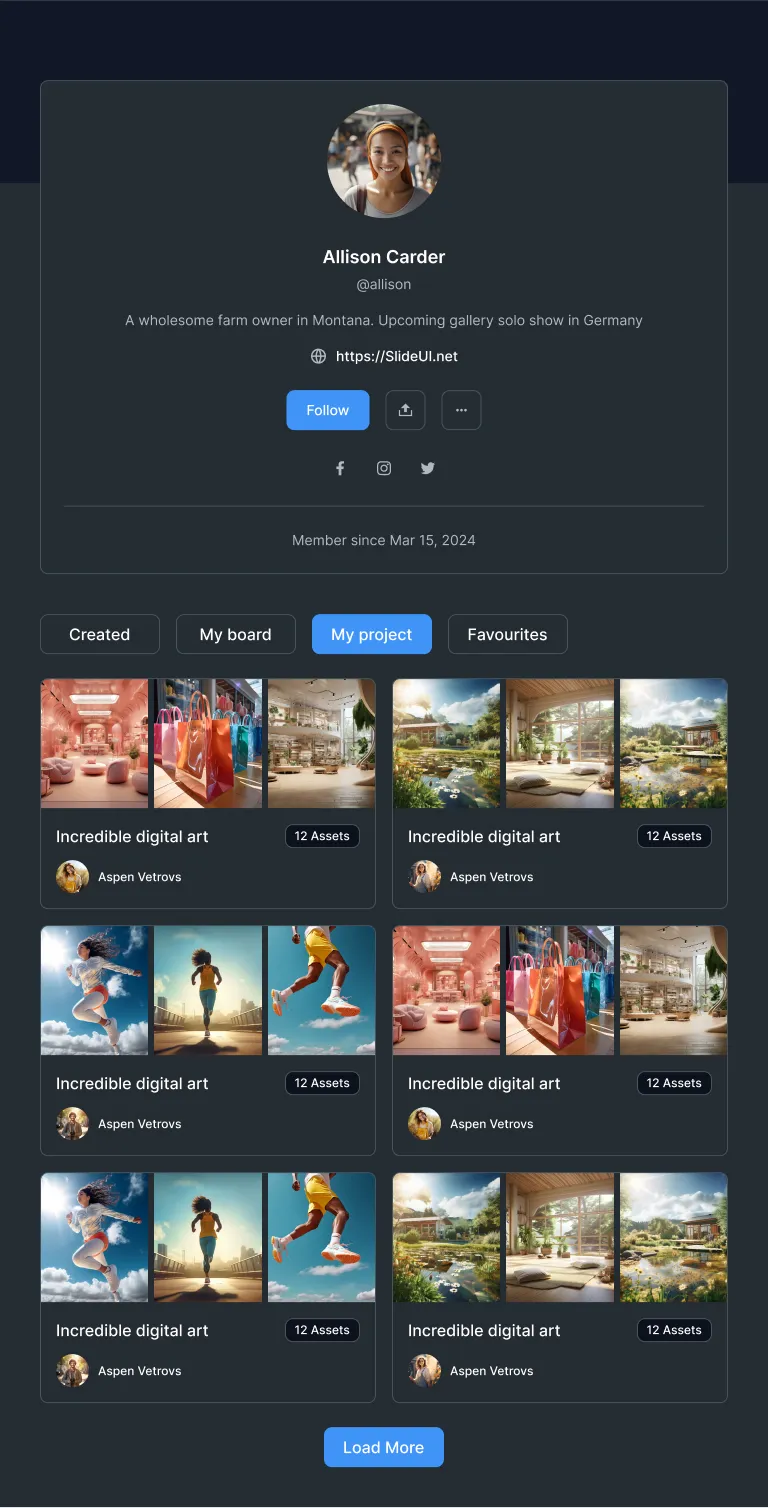 Allison Carder
@allison
A wholesome farm owner in Montana. Upcoming gallery solo show in Germany
https://SlideUI.net
Follow
Member since Mar 15, 2024
Created
My board
My project
Favourites
Incredible digital art
12 Assets
Aspen Vetrovs
Incredible digital art
12 Assets
Aspen Vetrovs
Incredible digital art
12 Assets
Aspen Vetrovs
Incredible digital art
12 Assets
Aspen Vetrovs
Incredible digital art
12 Assets
Aspen Vetrovs
Incredible digital art
12 Assets
Aspen Vetrovs
Load More